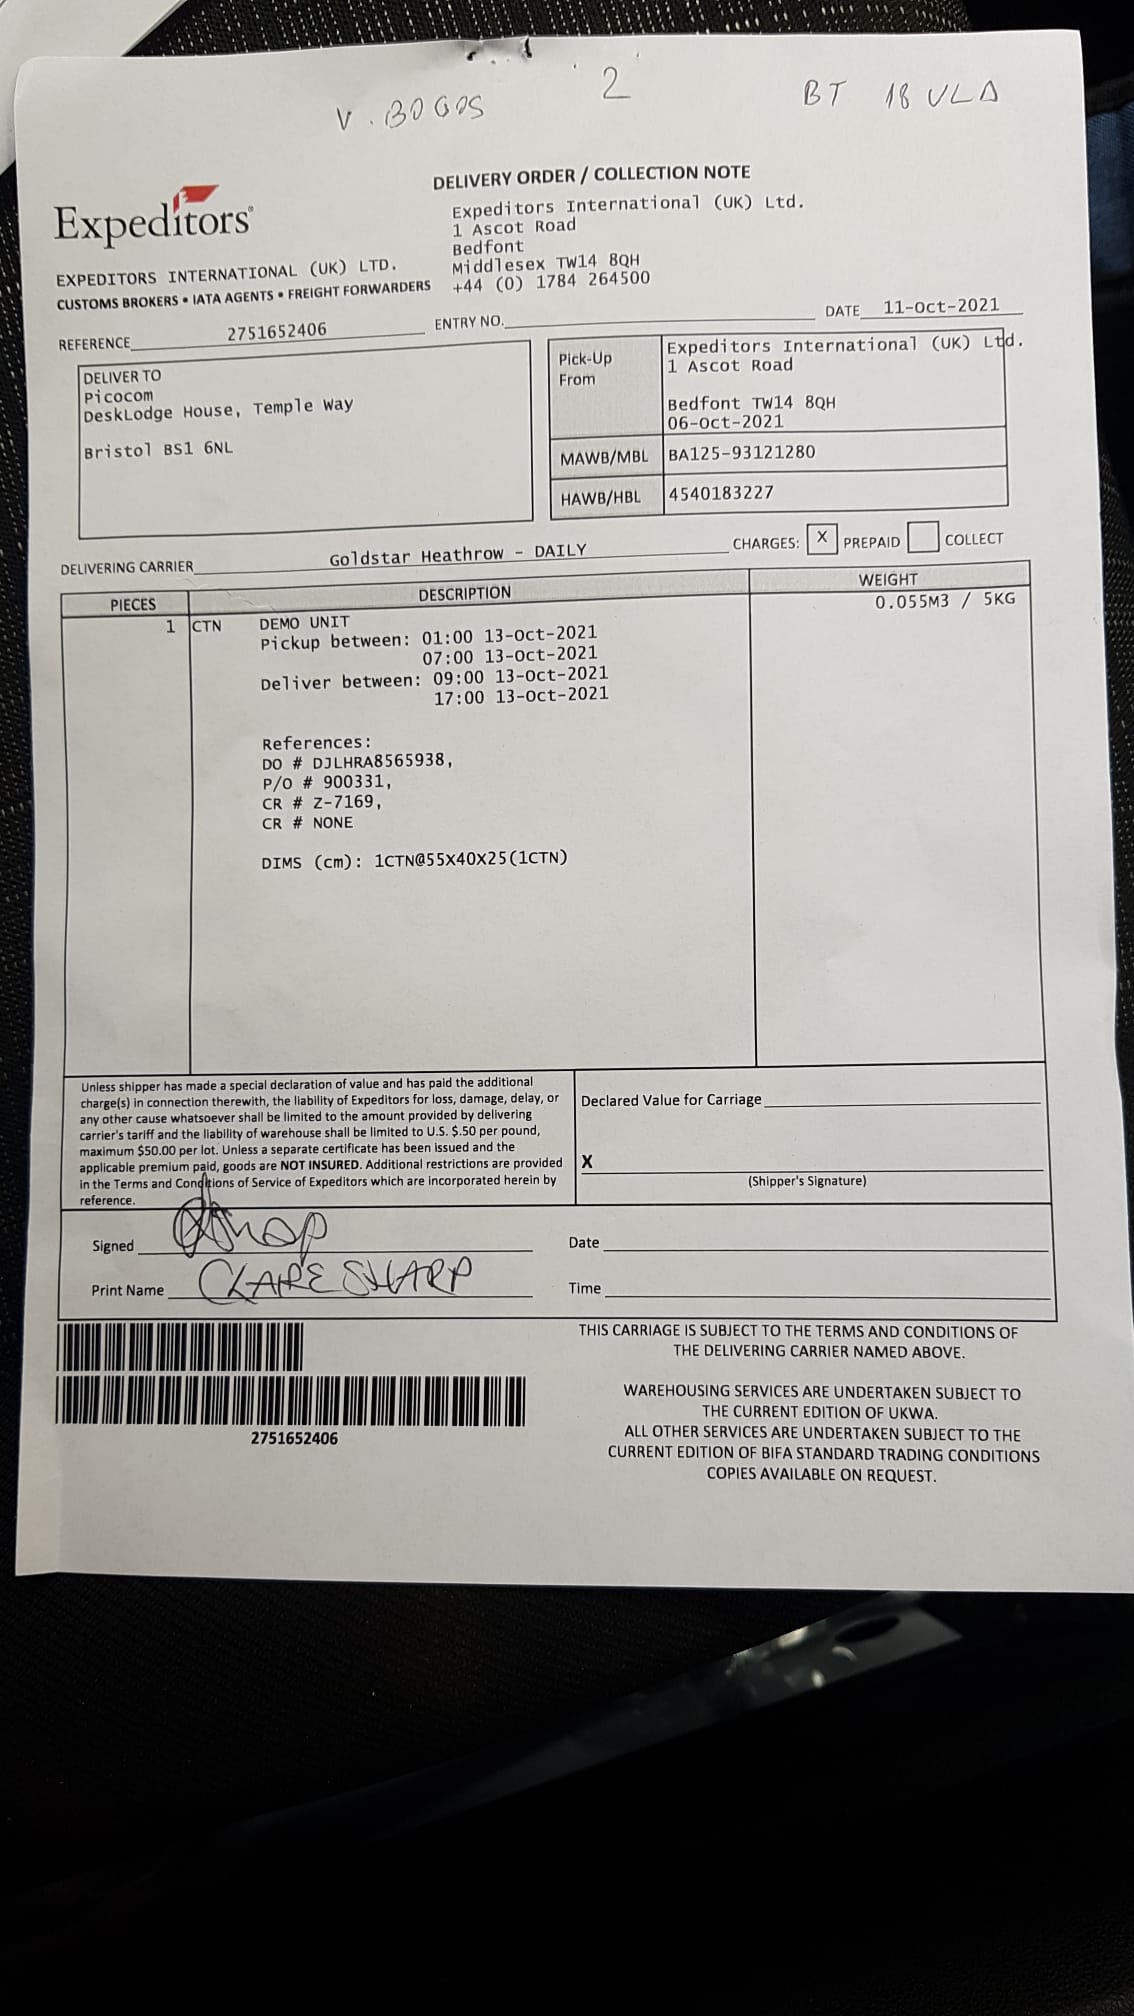 V. BOGOS 2 BT 18 VLA
DELIVERY ORDER / COLLECTION NOTE
Expeditors®
Expeditors International (UK) Ltd.
1 Ascot Road
Bedfont
Middlesex TW14 8QH
+44 (0) 1784 264500
EXPEDITORS INTERNATIONAL (UK) LTD.
CUSTOMS BROKERS • IATA AGENTS • FREIGHT FORWARDERS
REFERENCE 2751652406 ENTRY NO. DATE 11-Oct-2021
DELIVER TO
Picocom
DeskLodge House, Temple Way
Bristol BS1 6NL
Pick-Up From
Expeditors International (UK) Ltd.
1 Ascot Road
Bedfont TW14 8QH
06-Oct-2021
MAWB/MBL BA125-93121280
HAWB/HBL 4540183227
DELIVERING CARRIER Goldstar Heathrow - DAILY CHARGES: X PREPAID COLLECT
PIECES DESCRIPTION WEIGHT
1 CTN DEMO UNIT 0.055M3 / 5KG
Pickup between: 01:00 13-Oct-2021
07:00 13-Oct-2021
Deliver between: 09:00 13-Oct-2021
17:00 13-Oct-2021
References:
DO # DJLHRA8565938,
P/O # 900331,
CR # Z-7169,
CR # NONE
DIMS (cm): 1CTN@55X40X25(1CTN)
Unless shipper has made a special declaration of value and has paid the additional
charge(s) in connection therewith, the liability of Expeditors for loss, damage, delay, or
any other cause whatsoever shall be limited to the amount provided by delivering
carrier's tariff and the liability of warehouse shall be limited to U.S. $.50 per pound,
maximum $50.00 per lot. Unless a separate certificate has been issued and the
applicable premium paid, goods are NOT INSURED. Additional restrictions are provided
in the Terms and Conditions of Service of Expeditors which are incorporated herein by
reference.
Declared Value for Carriage
X
(Shipper's Signature)
Signed Date
Print Name CLARE SHARP Time
2751652406
THIS CARRIAGE IS SUBJECT TO THE TERMS AND CONDITIONS OF
THE DELIVERING CARRIER NAMED ABOVE.
WAREHOUSING SERVICES ARE UNDERTAKEN SUBJECT TO
THE CURRENT EDITION OF UKWA.
ALL OTHER SERVICES ARE UNDERTAKEN SUBJECT TO THE
CURRENT EDITION OF BIFA STANDARD TRADING CONDITIONS
COPIES AVAILABLE ON REQUEST.